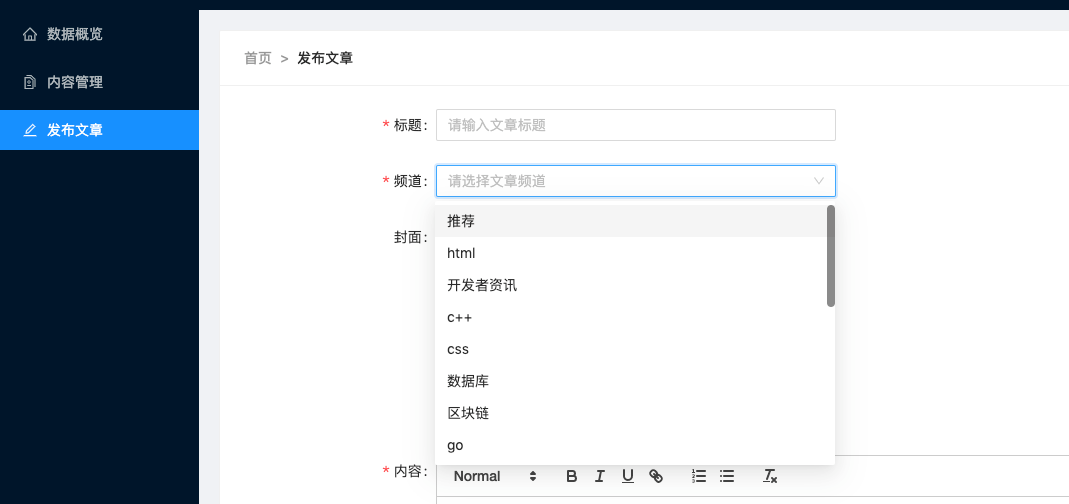 数据概览
内容管理
发布文章
首页 > 发布文章
* 标题: 请输入文章标题
* 频道: 请选择文章频道
封面:
推荐
html
开发者资讯
c++
css
数据库
区块链
go
* 内容:
Normal B I U